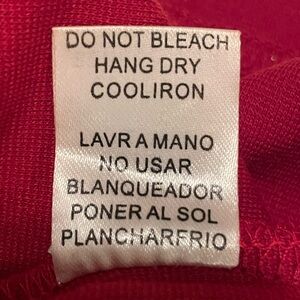 DO NOT BLEACH
HANG DRY
COOLIRON
LAVR A MANO
NO USAR
BLANQUEADOR
PONER AL SOL
PLANCHARFRIO